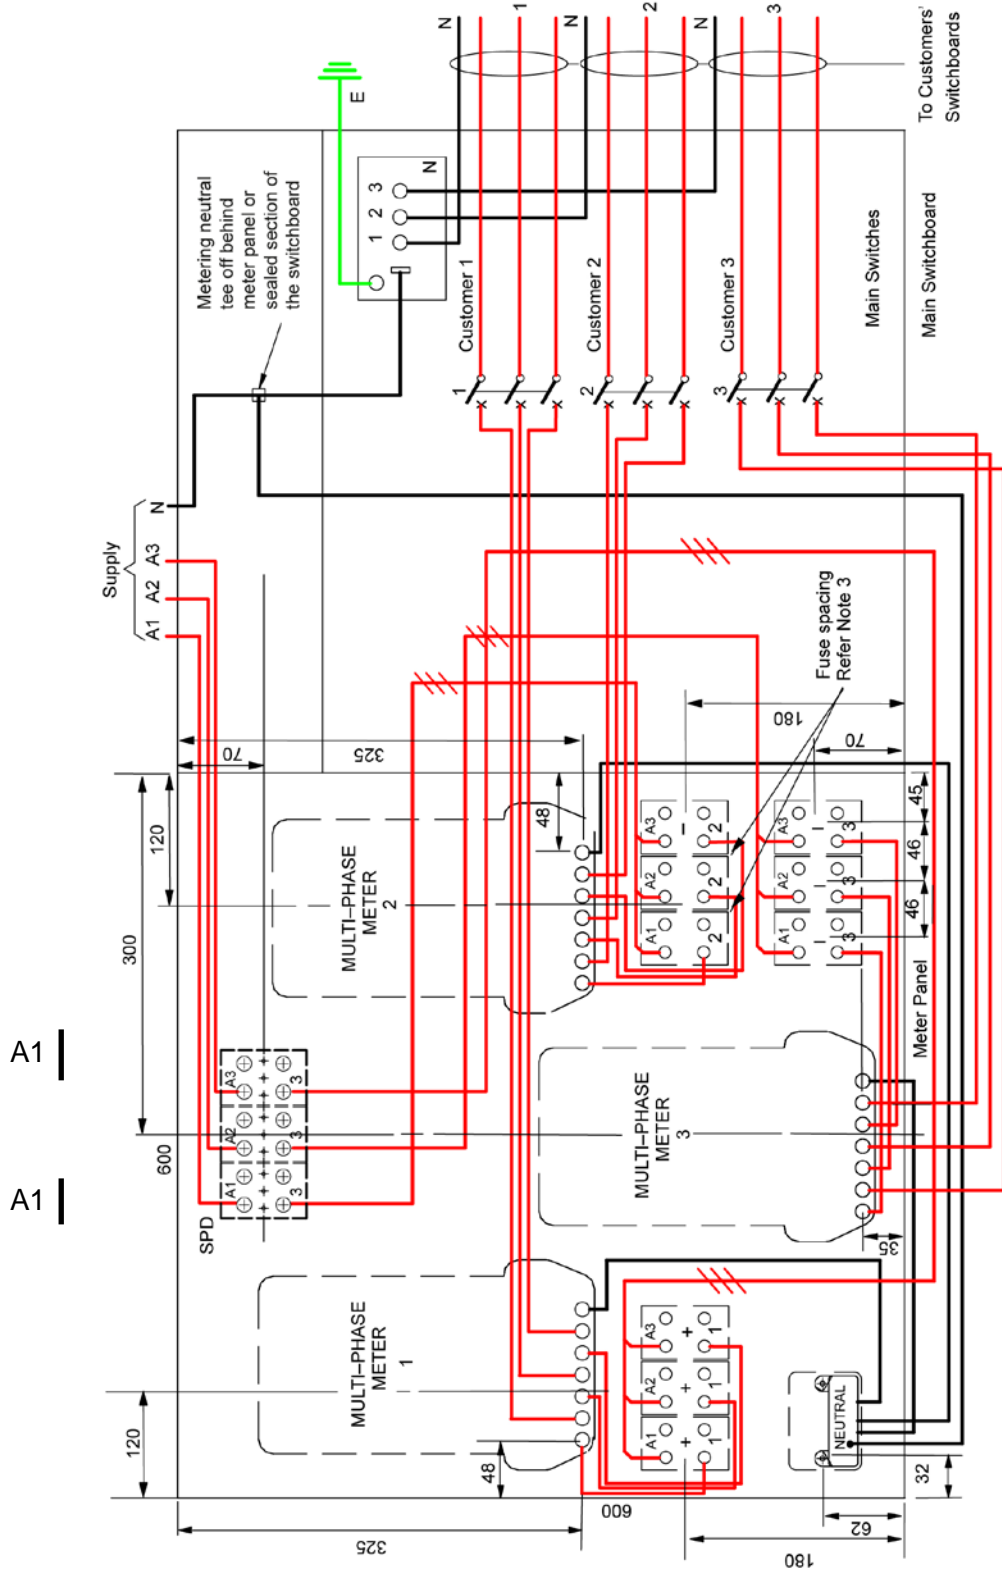 A1
A1
Supply
A1
A2
A3
N
Metering neutral
tee off behind
meter panel or
sealed section of
the switchboard
E
1
2
3
N
N
1
N
2
N
3
To Customers'
Switchboards
Customer 1
1
Customer 2
2
Customer 3
3
Main Switches
Main Switchboard
600
300
120
70
325
SPD
A1
A2
A3
3
3
3
MULTI–PHASE
METER
1
MULTI–PHASE
METER
2
MULTI–PHASE
METER
3
120
48
48
325
A1
A2
A3
+
+
+
1
1
1
A1
A2
A3
–
2
2
2
A1
A2
A3
–
–
–
3
3
3
Fuse spacing
Refer Note 3
180
70
45
46
46
35
Meter Panel
NEUTRAL
32
62
180
600